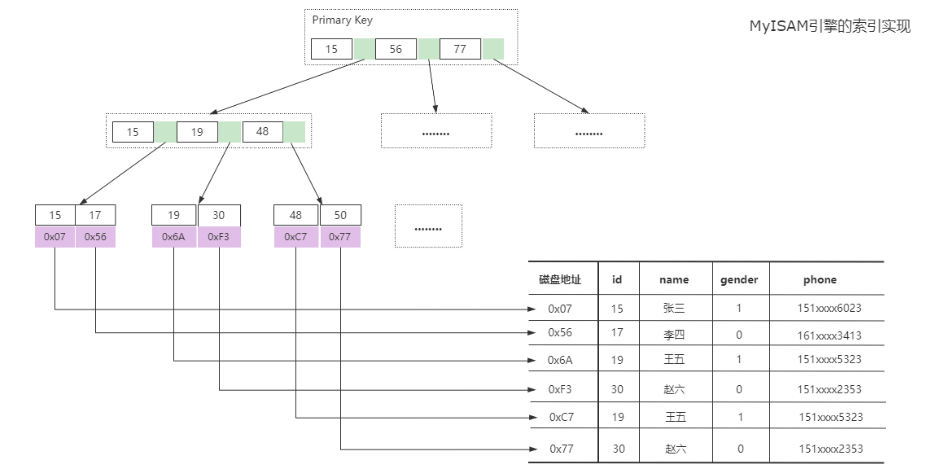 MyISAM引擎的索引实现
Primary Key
15 56 77
15 19 48
........ ........
15 17 19 30 48 50
0x07 0x56 0x6A 0xF3 0xC7 0x77
........
磁盘地址 id name gender phone
0x07 15 张三 1 151xxxx6023
0x56 17 李四 0 161xxxx3413
0x6A 19 王五 1 151xxxx5323
0xF3 30 赵六 0 151xxxx2353
0xC7 19 王五 1 151xxxx5323
0x77 30 赵六 0 151xxxx2353